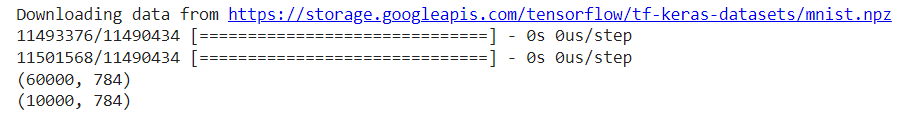 Downloading data from https://storage.googleapis.com/tensorflow/tf-keras-datasets/mnist.npz
11493376/11490434 [==============================] - 0s 0us/step
11501568/11490434 [==============================] - 0s 0us/step
(60000, 784)
(10000, 784)